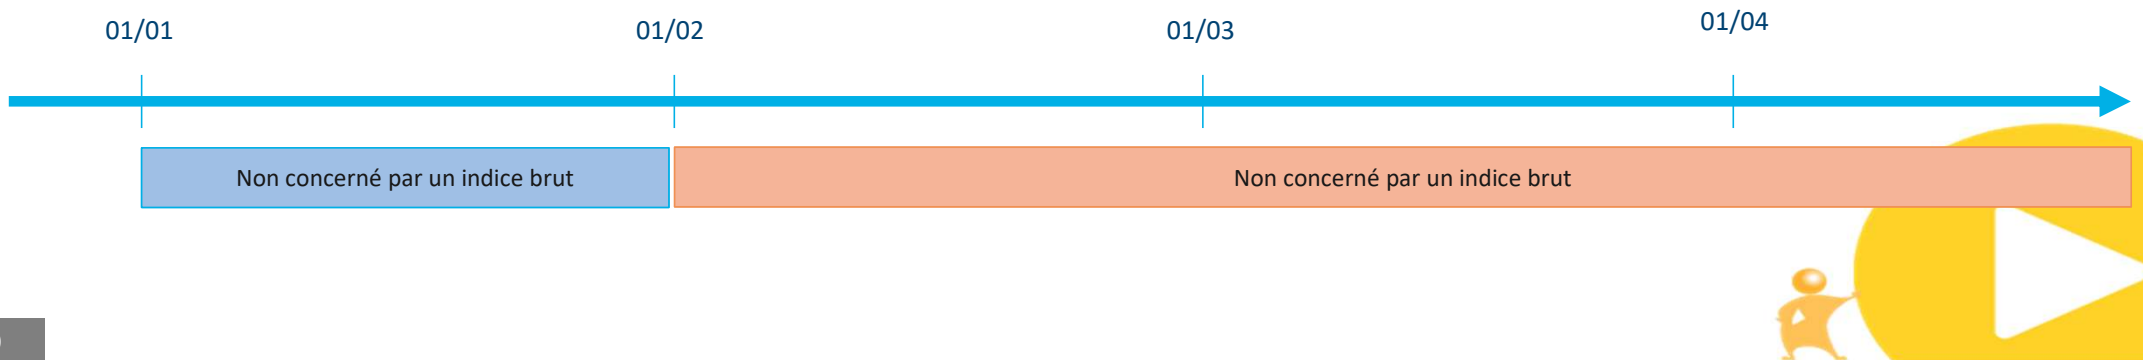 01/01
01/02
01/03
01/04
Non concerné par un indice brut
Non concerné par un indice brut